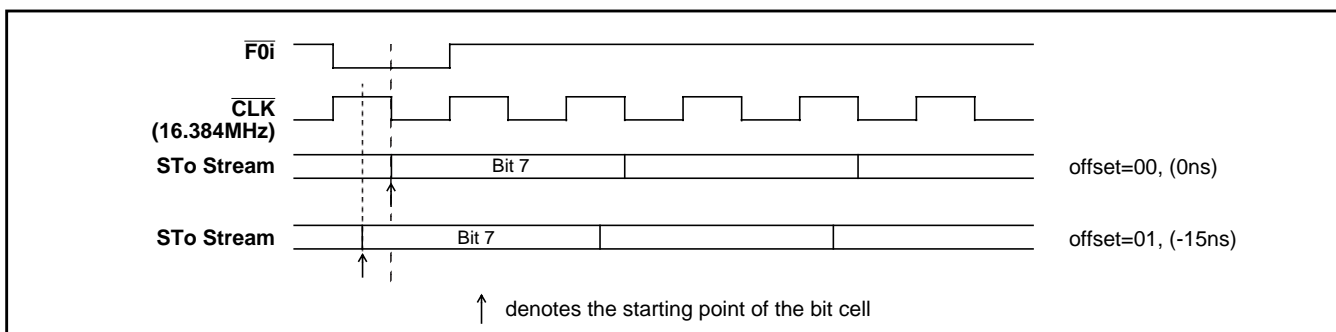 F0i
CLK
(16.384MHz)
STo Stream
Bit 7
offset=00, (0ns)
STo Stream
Bit 7
offset=01, (-15ns)
denotes the starting point of the bit cell